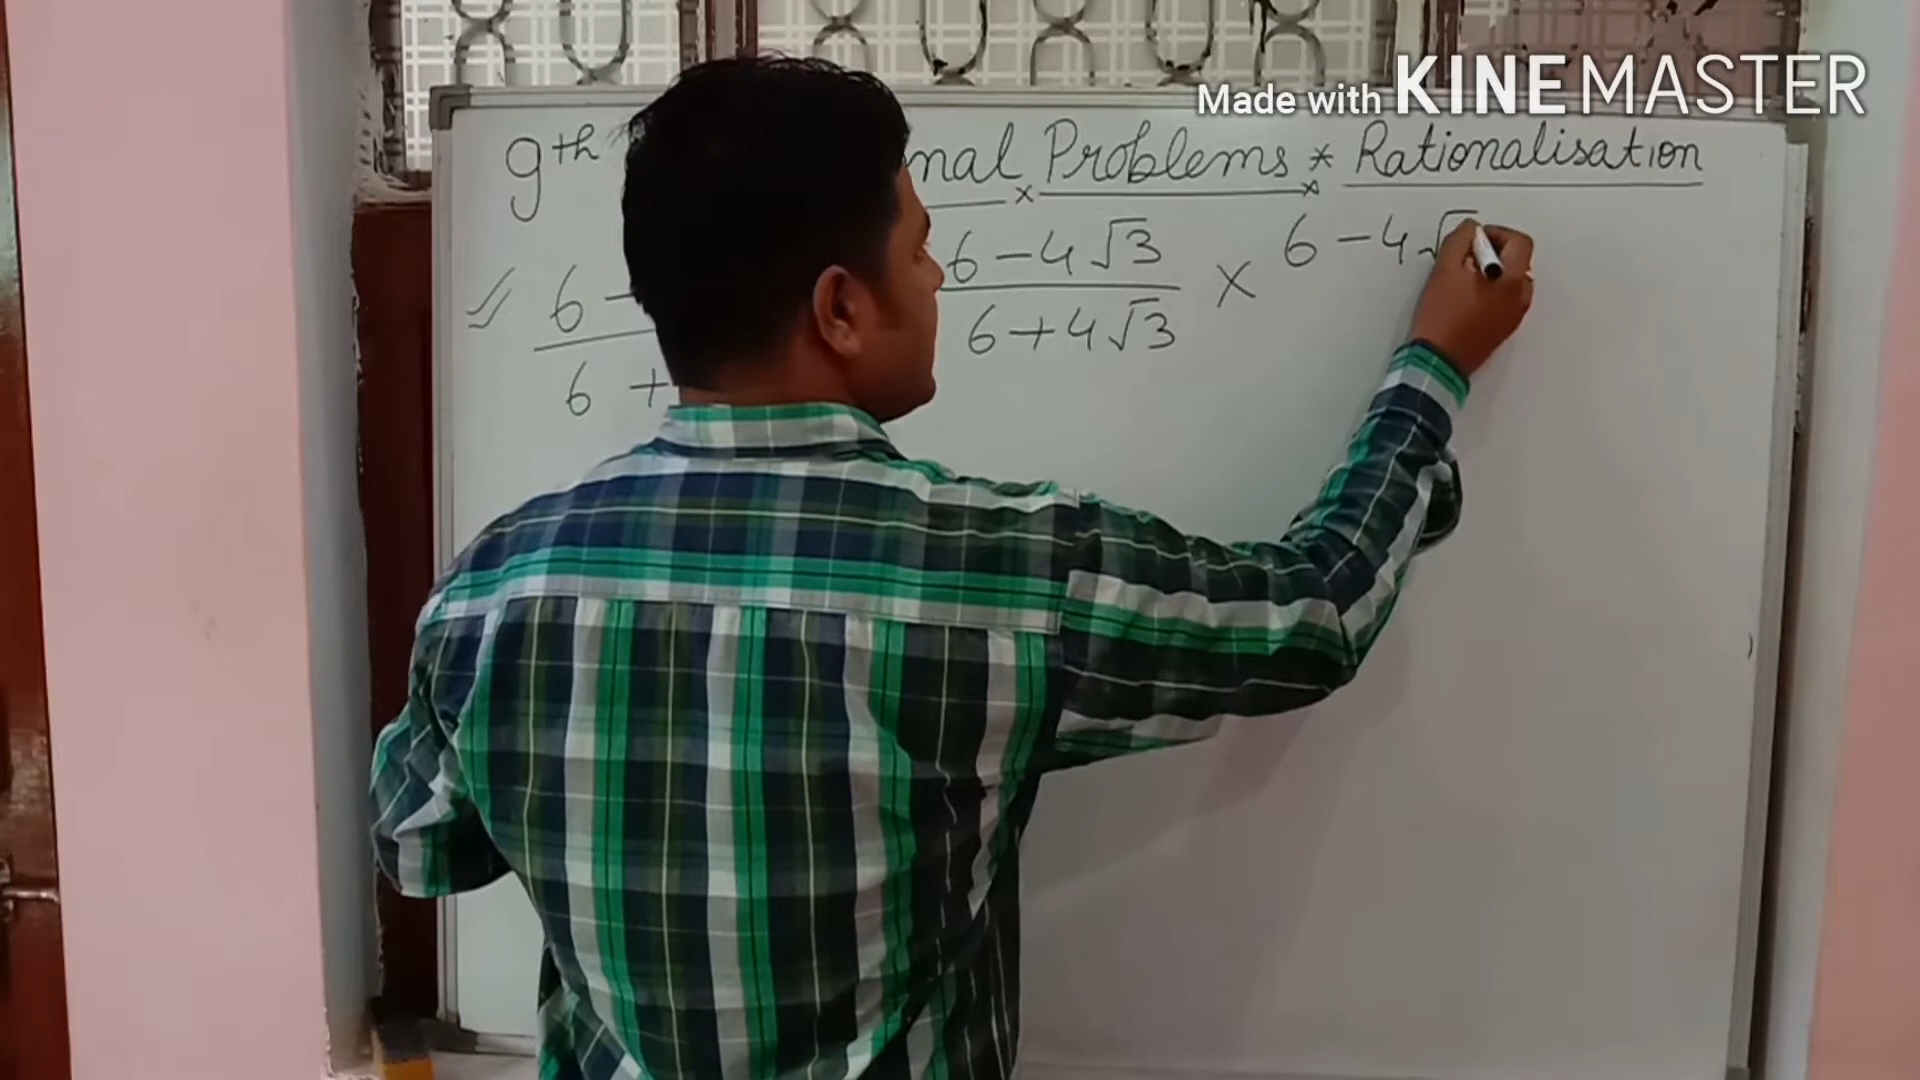 Made with KINEMASTER
9th nal Problems * Rationalisation
6 - 6-4√3 × 6-4√
6 + 6+4√3